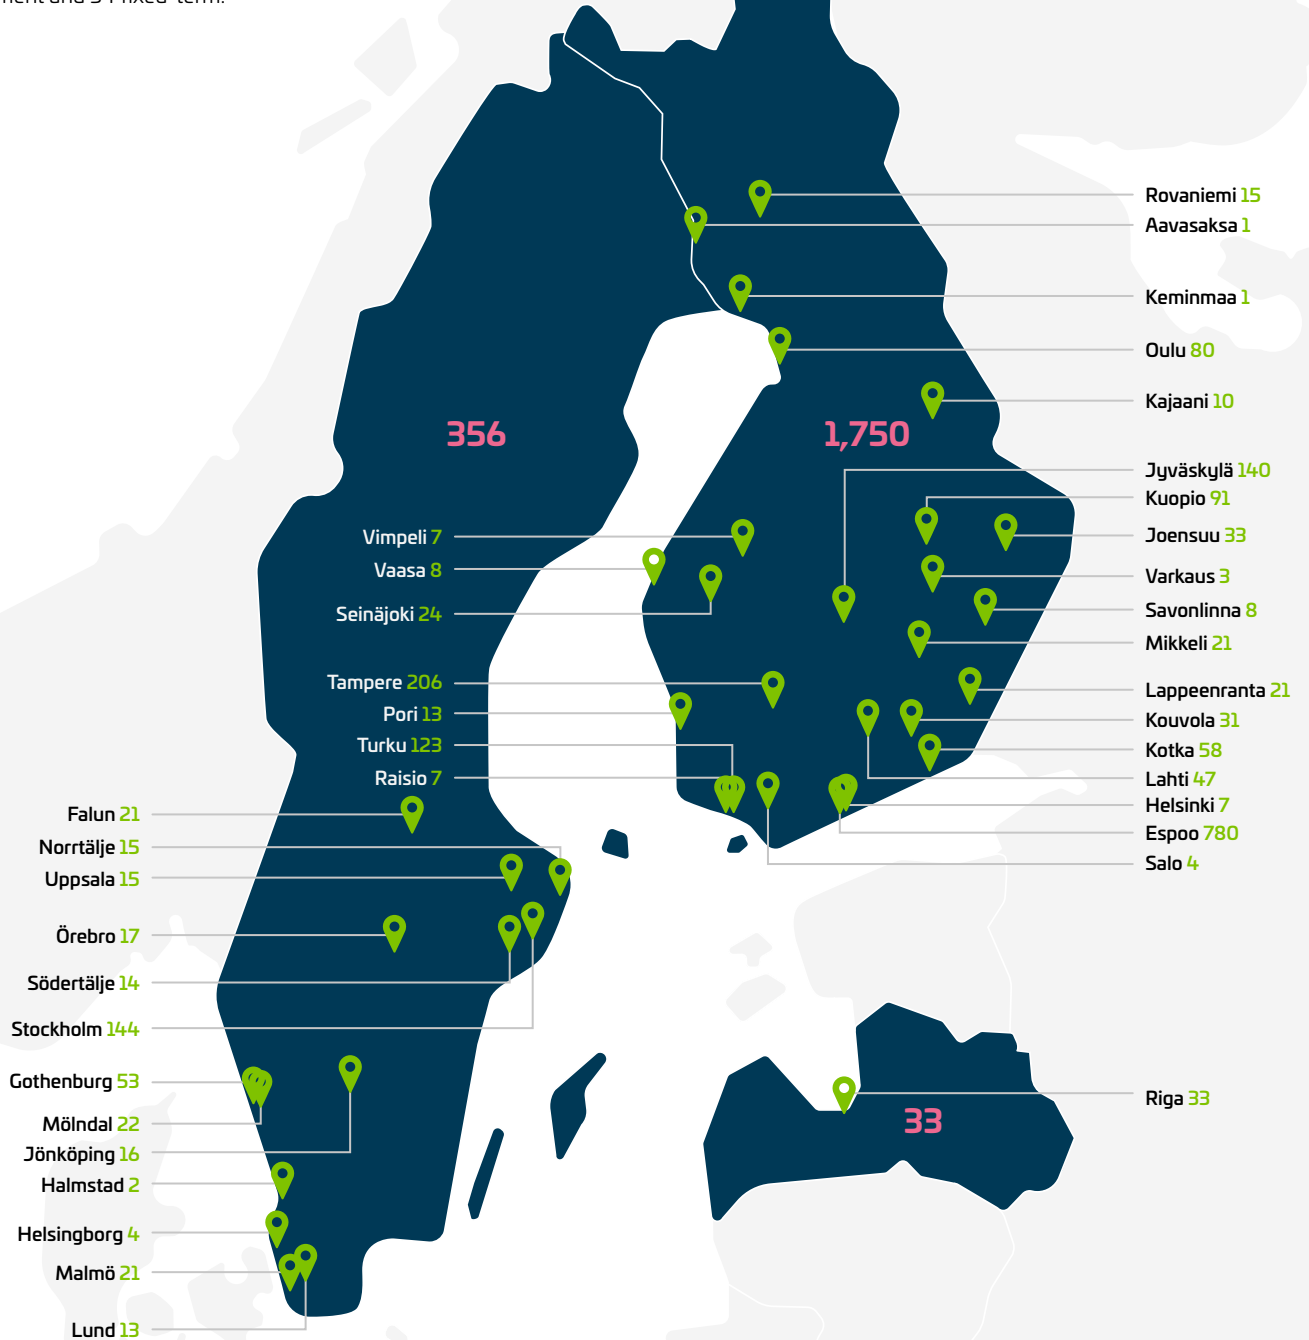 Rovaniemi 15
Aavasaksa 1
Keminmaa 1
Oulu 80
Kajaani 10
356
1,750
Jyväskylä 140
Kuopio 91
Vimpeli 7
Joensuu 33
Vaasa 8
Varkaus 3
Seinäjoki 24
Savonlinna 8
Mikkeli 21
Tampere 206
Lappeenranta 21
Pori 13
Kouvola 31
Turku 123
Kotka 58
Raisio 7
Lahti 47
Helsinki 7
Falun 21
Espoo 780
Norrtälje 15
Salo 4
Uppsala 15
Örebro 17
Södertälje 14
Stockholm 144
Gothenburg 53
Riga 33
33
Mölndal 22
Jönköping 16
Halmstad 2
Helsingborg 4
Malmö 21
Lund 13